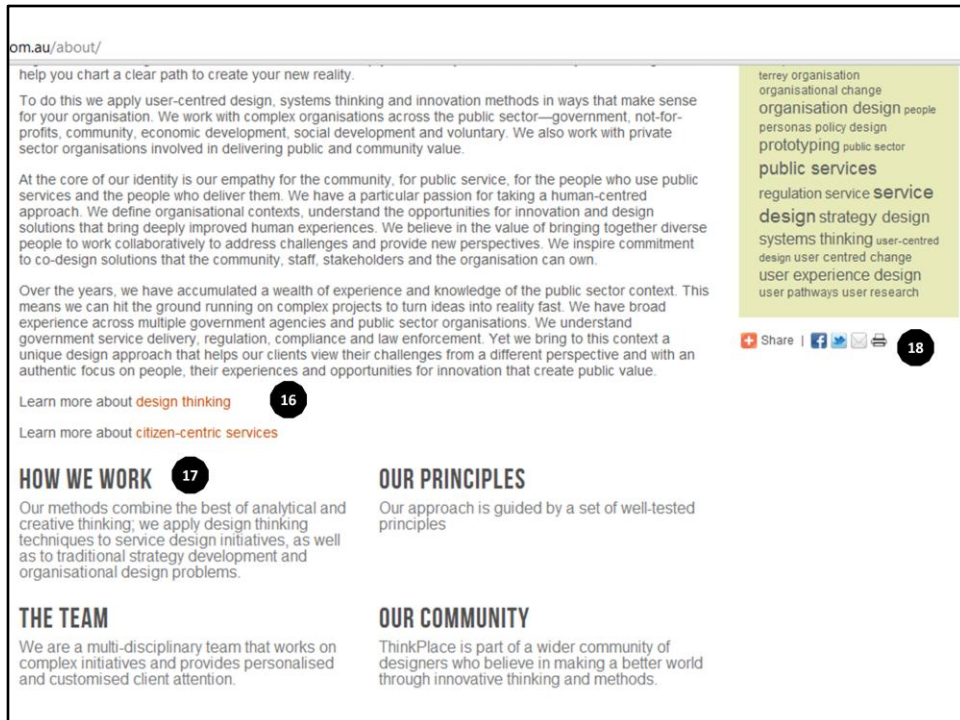 om.au/about/
help you chart a clear path to create your new reality.
To do this we apply user-centred design, systems thinking and innovation methods in ways that make sense
for your organisation. We work with complex organisations across the public sector—government, not-for-
profits, community, economic development, social development and voluntary. We also work with private
sector organisations involved in delivering public and community value.
At the core of our identity is our empathy for the community, for public service, for the people who use public
services and the people who deliver them. We have a particular passion for taking a human-centred
approach. We define organisational contexts, understand the opportunities for innovation and design
solutions that bring deeply improved human experiences. We believe in the value of bringing together diverse
people to work collaboratively to address challenges and provide new perspectives. We inspire commitment
to co-design solutions that the community, staff, stakeholders and the organisation can own.
Over the years, we have accumulated a wealth of experience and knowledge of the public sector context. This
means we can hit the ground running on complex projects to turn ideas into reality fast. We have broad
experience across multiple government agencies and public sector organisations. We understand
government service delivery, regulation, compliance and law enforcement. Yet we bring to this context a
unique design approach that helps our clients view their challenges from a different perspective and with an
authentic focus on people, their experiences and opportunities for innovation that create public value.
Learn more about design thinking 16
Learn more about citizen-centric services
HOW WE WORK 17
Our methods combine the best of analytical and
creative thinking; we apply design thinking
techniques to service design initiatives, as well
as to traditional strategy development and
organisational design problems.
OUR PRINCIPLES
Our approach is guided by a set of well-tested
principles
THE TEAM
We are a multi-disciplinary team that works on
complex initiatives and provides personalised
and customised client attention.
OUR COMMUNITY
ThinkPlace is part of a wider community of
designers who believe in making a better world
through innovative thinking and methods.
terrey organisation
organisational change
organisation design people
personas policy design
prototyping public sector
public services
regulation service service
design strategy design
systems thinking user-centred
design user centred change
user experience design
user pathways user research
Share | 18